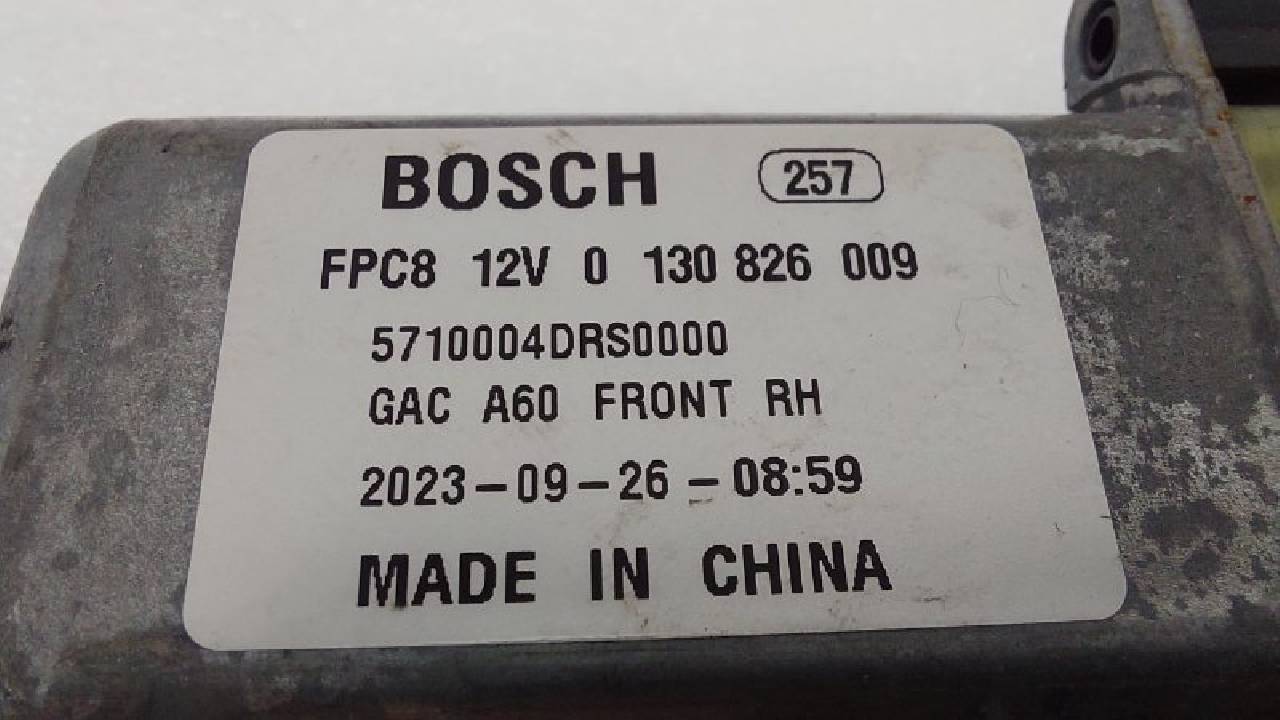 BOSCH 257
FPC8 12V 0 130 826 009
5710004DRS0000
GAC A60 FRONT RH
2023-09-26-08:59
MADE IN CHINA